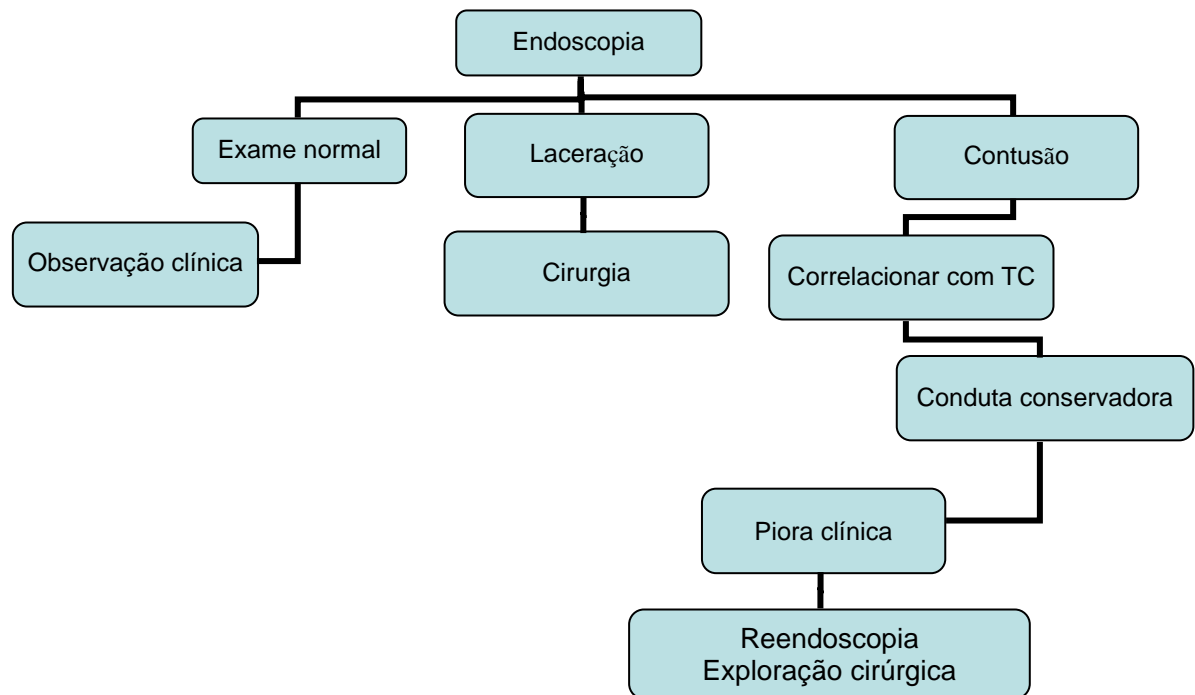 Endoscopia
Exame normal
Laceração
Contusão
Observação clínica
Cirurgia
Correlacionar com TC
Conduta conservadora
Piora clínica
Reendoscopia
Exploração cirúrgica